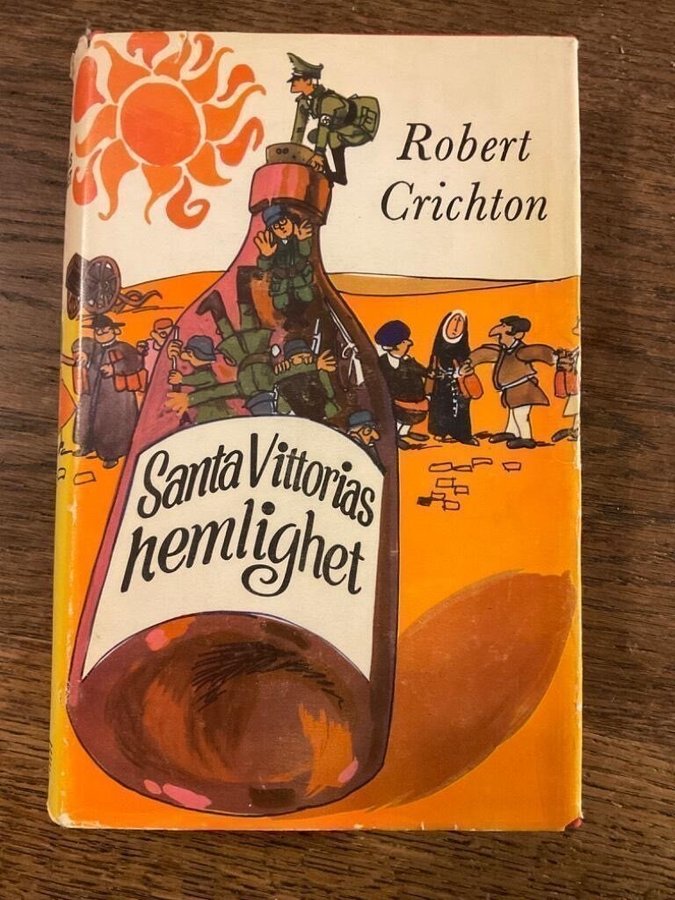 Robert
Crichton
Santa Vittorias
hemlighet